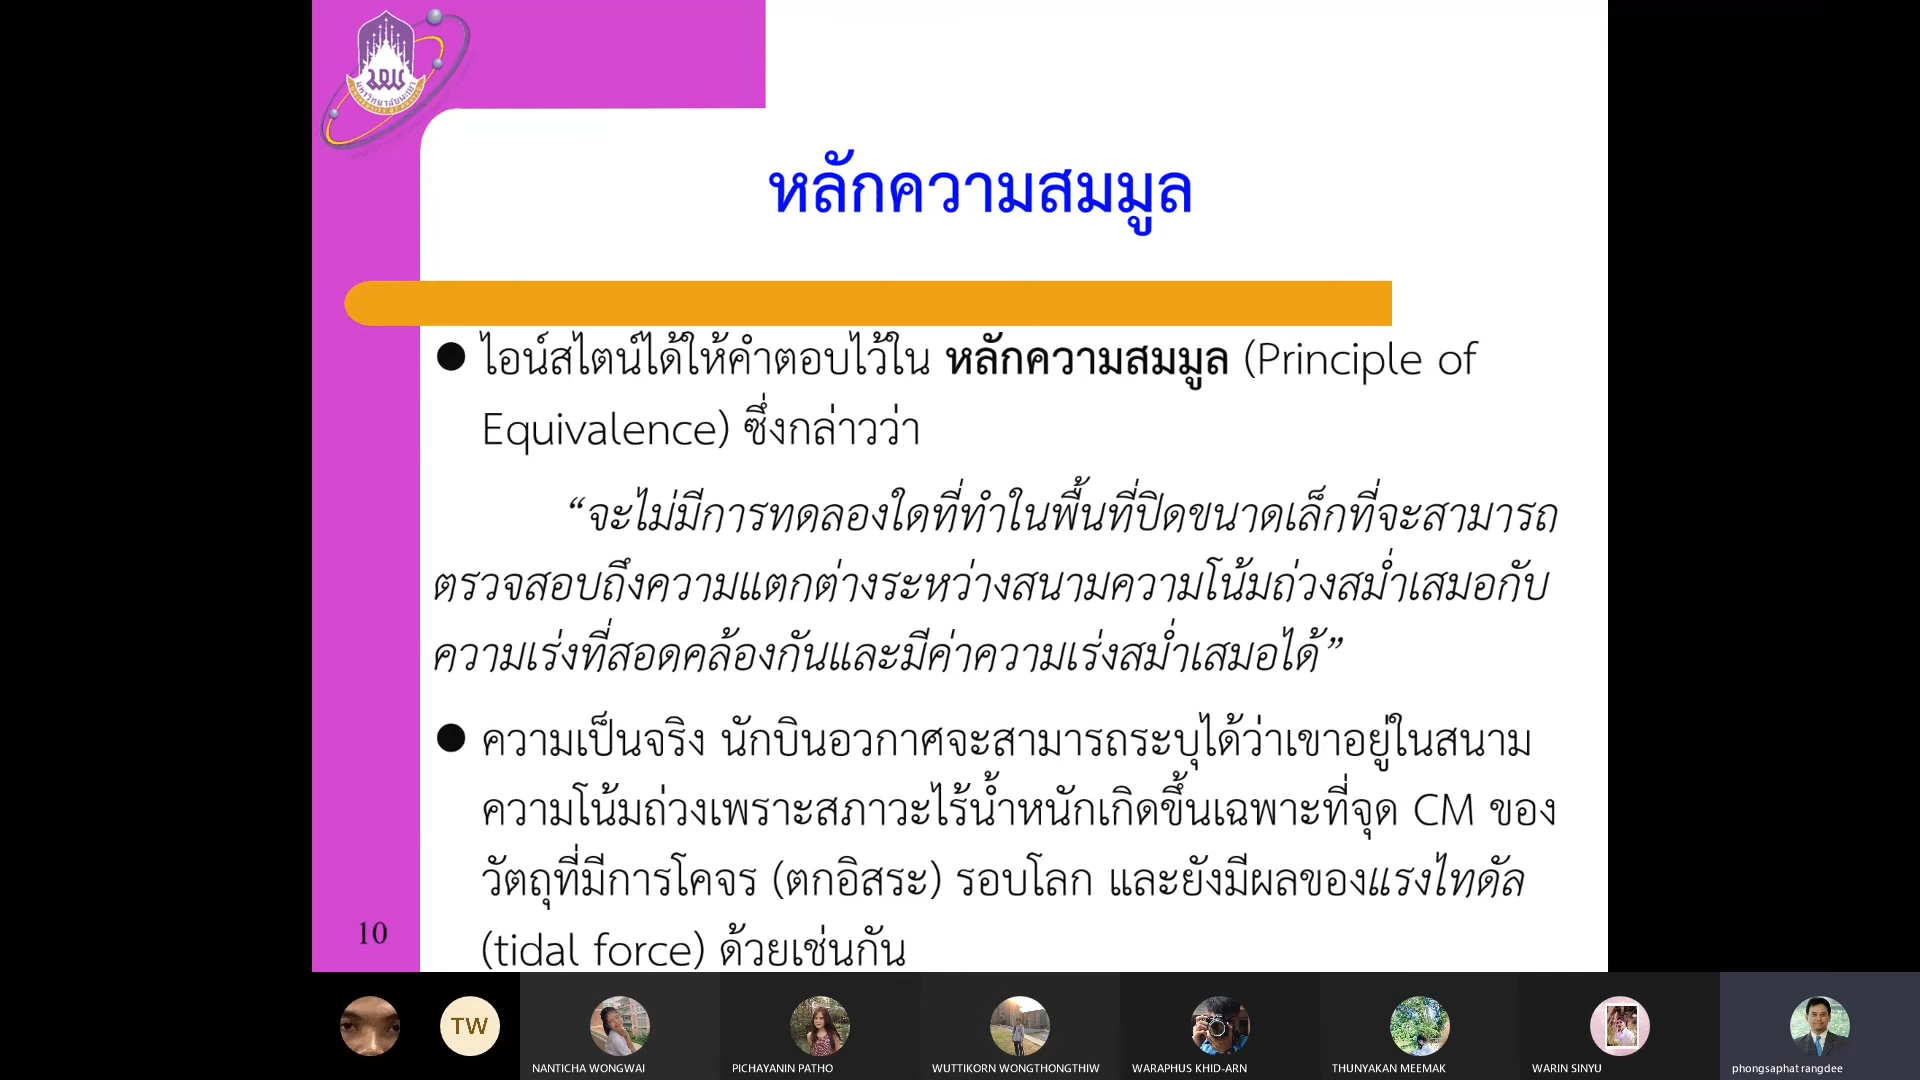 มพย
มหาวิทยาลัยพะเยา
หลักความสมมูล
ไอน์สไตน์ได้ให้คำตอบไว้ใน หลักความสมมูล (Principle of
Equivalence) ซึ่งกล่าวว่า
“จะไม่มีการทดลองใดที่ทำในพื้นที่ปิดขนาดเล็กที่จะสามารถ
ตรวจสอบถึงความแตกต่างระหว่างสนามความโน้มถ่วงสม่ำเสมอกับ
ความเร่งที่สอดคล้องกันและมีค่าความเร่งสม่ำเสมอได้”
ความเป็นจริง นักบินอวกาศจะสามารถระบุได้ว่าเขาอยู่ในสนาม
ความโน้มถ่วงเพราะสภาวะไร้น้ำหนักเกิดขึ้นเฉพาะที่จุด CM ของ
วัตถุที่มีการโคจร (ตกอิสระ) รอบโลก และยังมีผลของแรงไทดัล
(tidal force) ด้วยเช่นกัน
10
TW
NANTICHA WONGWAI
PICHAYANIN PATHO
WUTTIKORN WONGTHONGTHIW
WARAPHUS KHID-ARN
THUNYAKAN MEEMAK
WARIN SINYU
phongsaphat rangdee